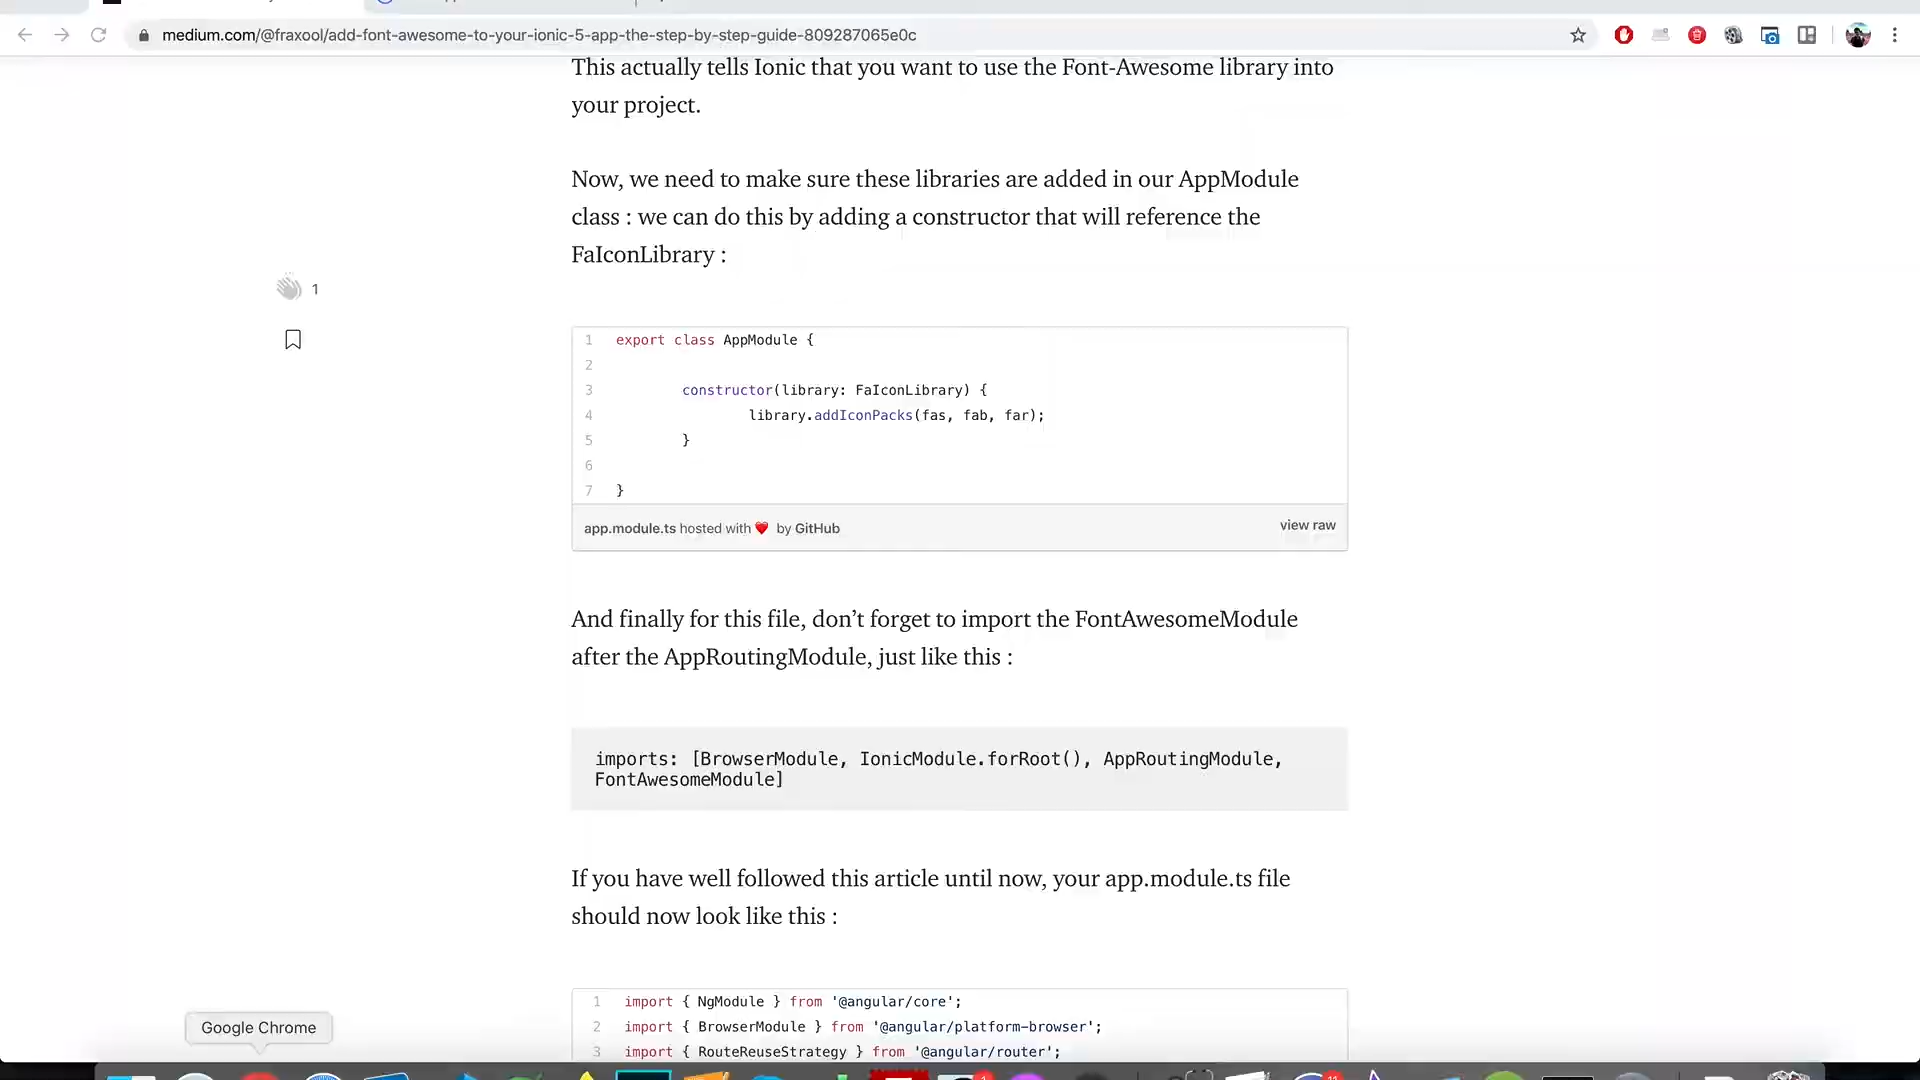 medium.com/@fraxool/add-font-awesome-to-your-ionic-5-app-the-step-by-step-guide-809287065e0c
This actually tells Ionic that you want to use the Font-Awesome library into
your project.
Now, we need to make sure these libraries are added in our AppModule
class : we can do this by adding a constructor that will reference the
FaIconLibrary :
1
1 export class AppModule {
2
3 constructor(library: FaIconLibrary) {
4 library.addIconPacks(fas, fab, far);
5 }
6
7 }
app.module.ts hosted with ❤ by GitHub
view raw
And finally for this file, don’t forget to import the FontAwesomeModule
after the AppRoutingModule, just like this :
imports: [BrowserModule, IonicModule.forRoot(), AppRoutingModule,
FontAwesomeModule]
If you have well followed this article until now, your app.module.ts file
should now look like this :
1 import { NgModule } from '@angular/core';
2 import { BrowserModule } from '@angular/platform-browser';
3 import { RouteReuseStrategy } from '@angular/router';
Google Chrome